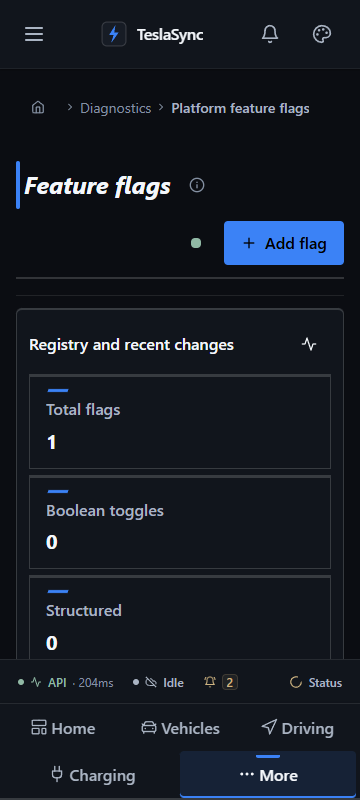 TeslaSync
Diagnostics Platform feature flags
Feature flags
Add flag
Registry and recent changes
Total flags
1
Boolean toggles
0
Structured
0
API · 204ms Idle 2 Status
Home Vehicles Driving
Charging More